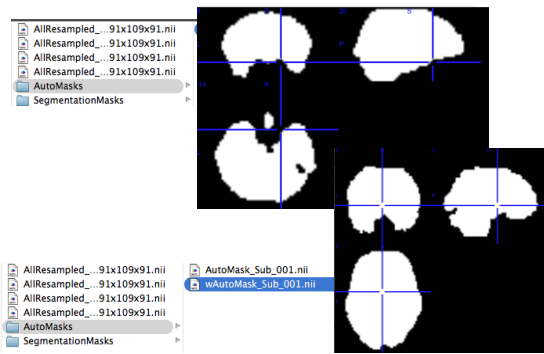 AllResampled_...91x109x91.nii
AllResampled_...91x109x91.nii
AllResampled_...91x109x91.nii
AllResampled_...91x109x91.nii
AutoMasks
SegmentationMasks
S
A
AllResampled_...91x109x91.nii
AllResampled_...91x109x91.nii
AllResampled_...91x109x91.nii
AllResampled_...91x109x91.nii
AutoMasks
SegmentationMasks
AutoMask_Sub_001.nii
wAutoMask_Sub_001.nii